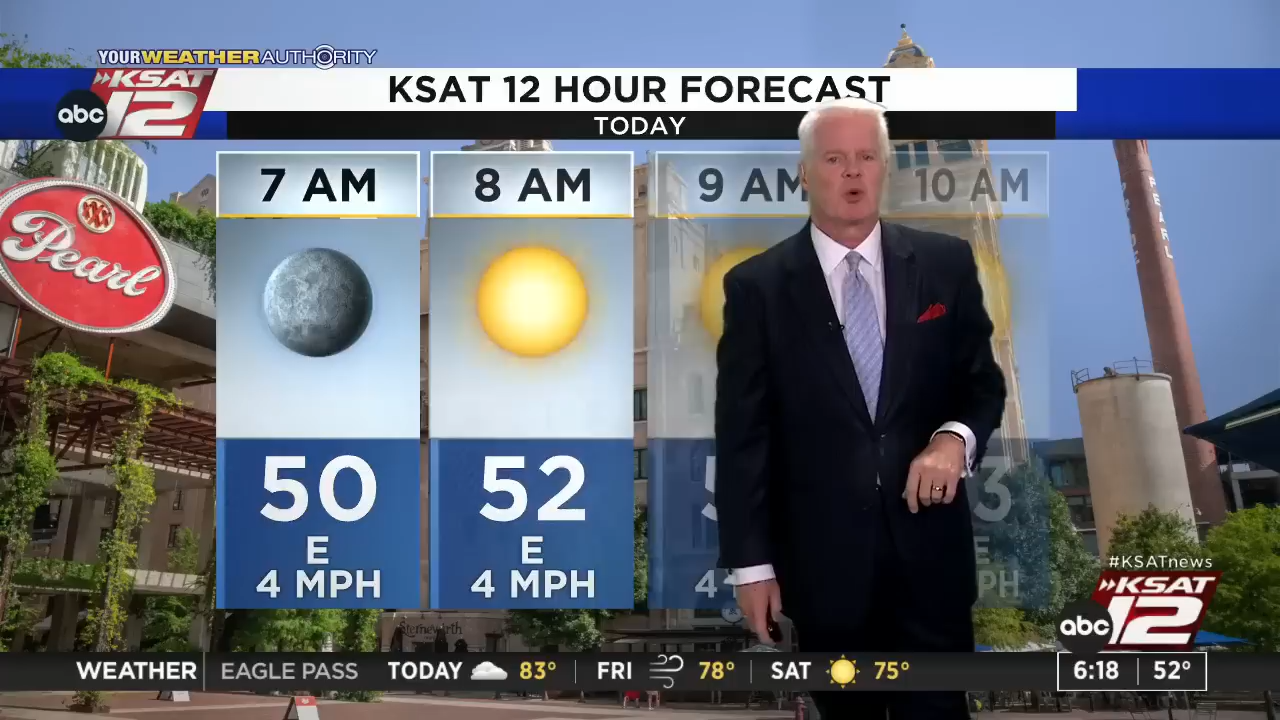 YOURWEATHERAUTHORITY
KSAT
abc 12
KSAT 12 HOUR FORECAST
TODAY
7 AM
8 AM
9 AM
10 AM
Pearl
PEARL
50
52
E
E
E
4 MPH
4 MPH
#KSATnews
KSAT
abc 12
WEATHER EAGLE PASS TODAY 83° FRI 78° SAT 75°
6:18 52°